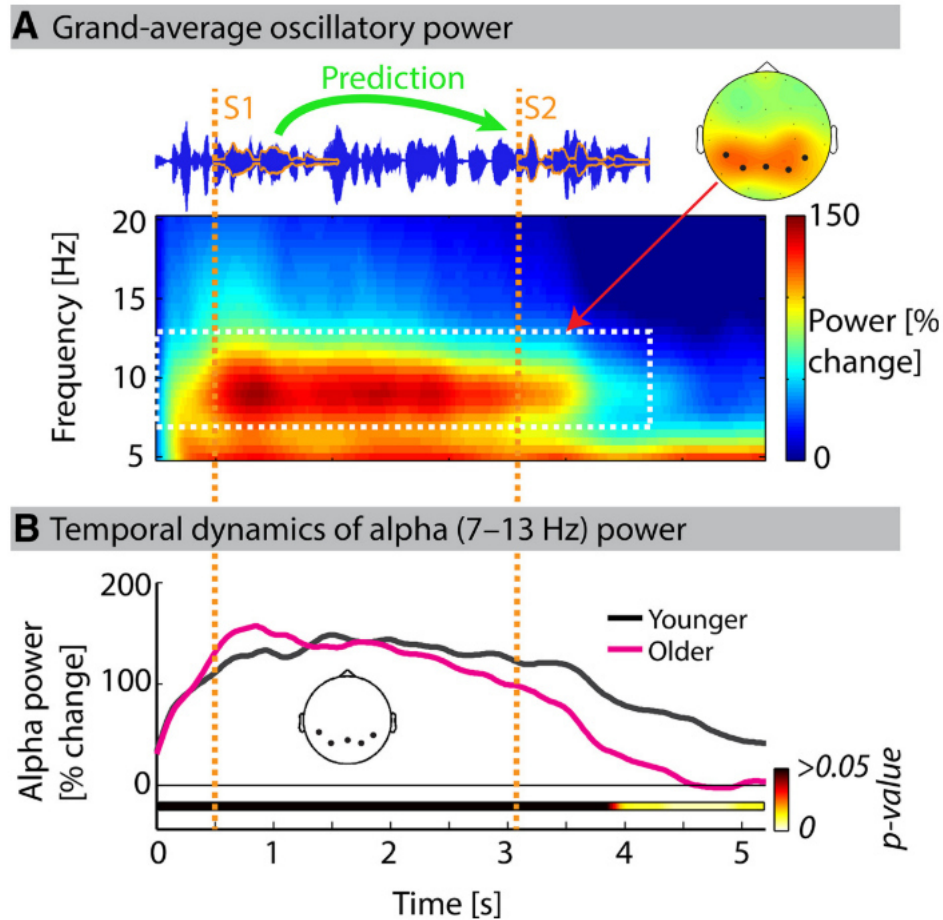 A Grand-average oscillatory power
Prediction
S1
S2
20
15
10
5
Frequency [Hz]
150
Power [%
change]
0
B Temporal dynamics of alpha (7–13 Hz) power
200
100
0
Alpha power
[% change]
Younger
Older
>0.05
0
p-value
0
1
2
3
4
5
Time [s]